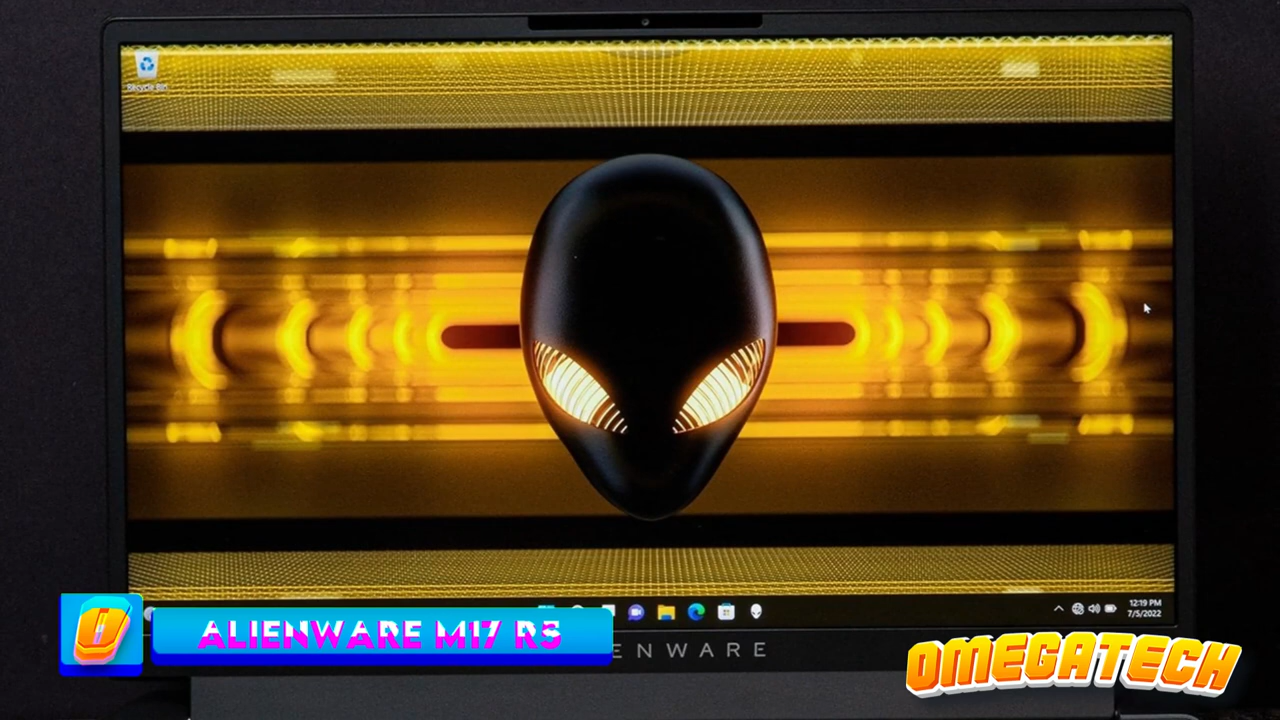 Recycle Bin
12:19 PM
7/5/2022
ALIENWARE M17 R5
ENWARE
OMEGATECH